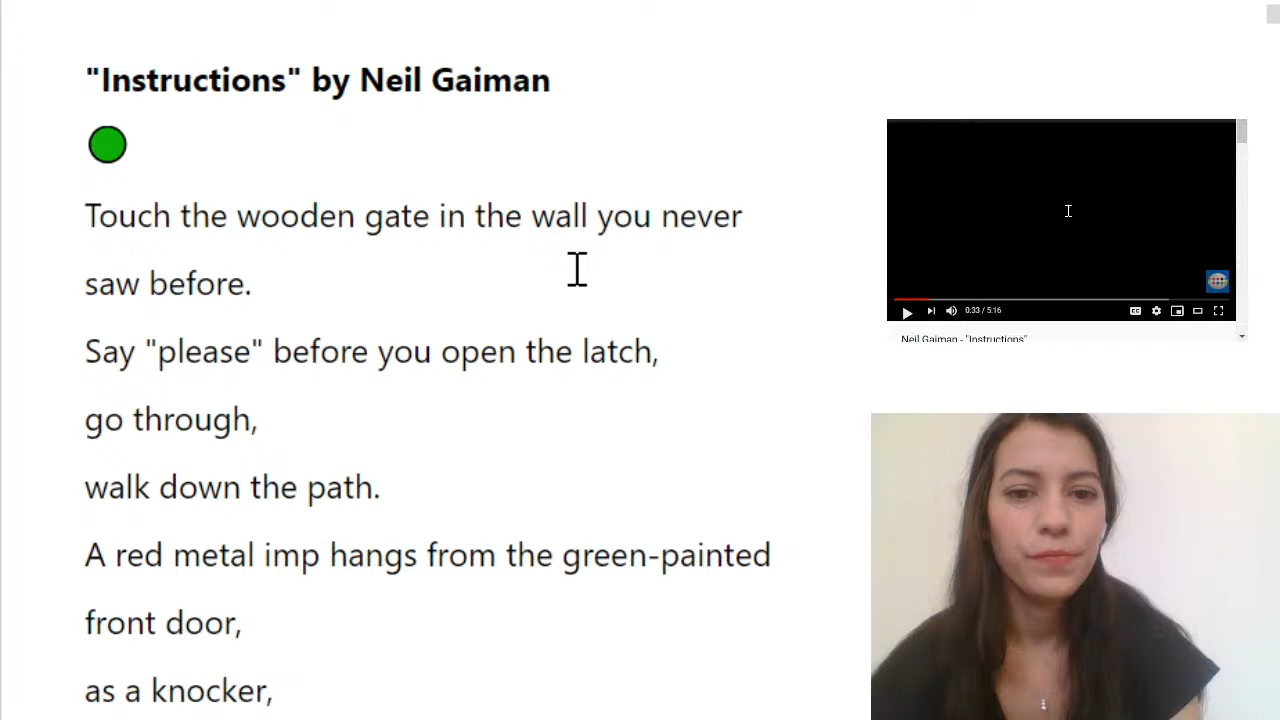 "Instructions" by Neil Gaiman
Touch the wooden gate in the wall you never
saw before.
Say "please" before you open the latch,
go through,
walk down the path.
A red metal imp hangs from the green-painted
front door,
as a knocker,
0:33 / 5:16
CC
Neil Gaiman - "Instructions"